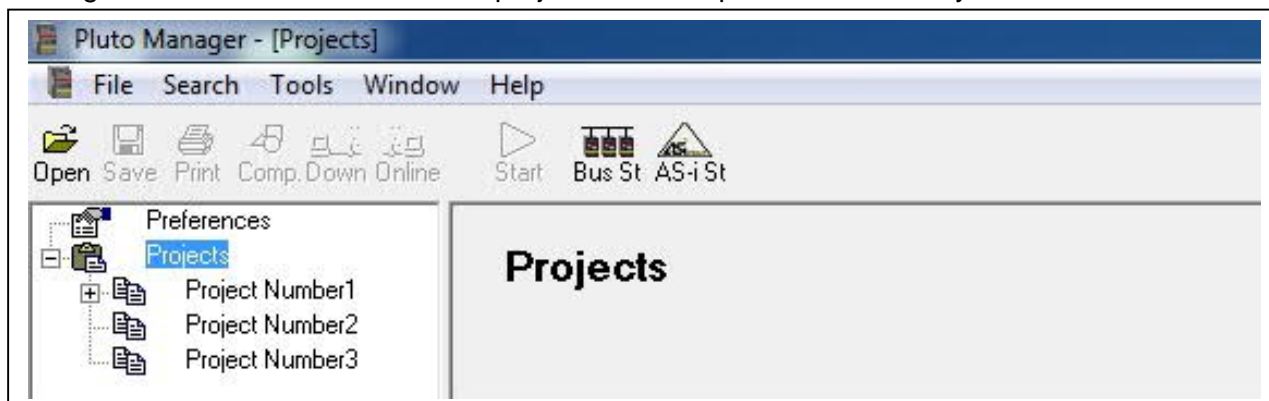 Pluto Manager - [Projects]
File Search Tools Window Help
Open Save Print Comp. Down Online Start Bus St AS-i St
Preferences
Projects
Project Number1
Project Number2
Project Number3
Projects